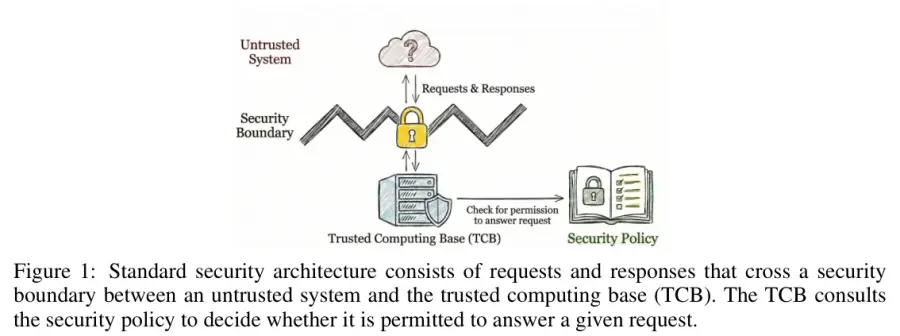 Untrusted
System
Requests & Responses
Security
Boundary
Check for permission
to answer request
Trusted Computing Base (TCB)
Security Policy
Figure 1: Standard security architecture consists of requests and responses that cross a security
boundary between an untrusted system and the trusted computing base (TCB). The TCB consults
the security policy to decide whether it is permitted to answer a given request.